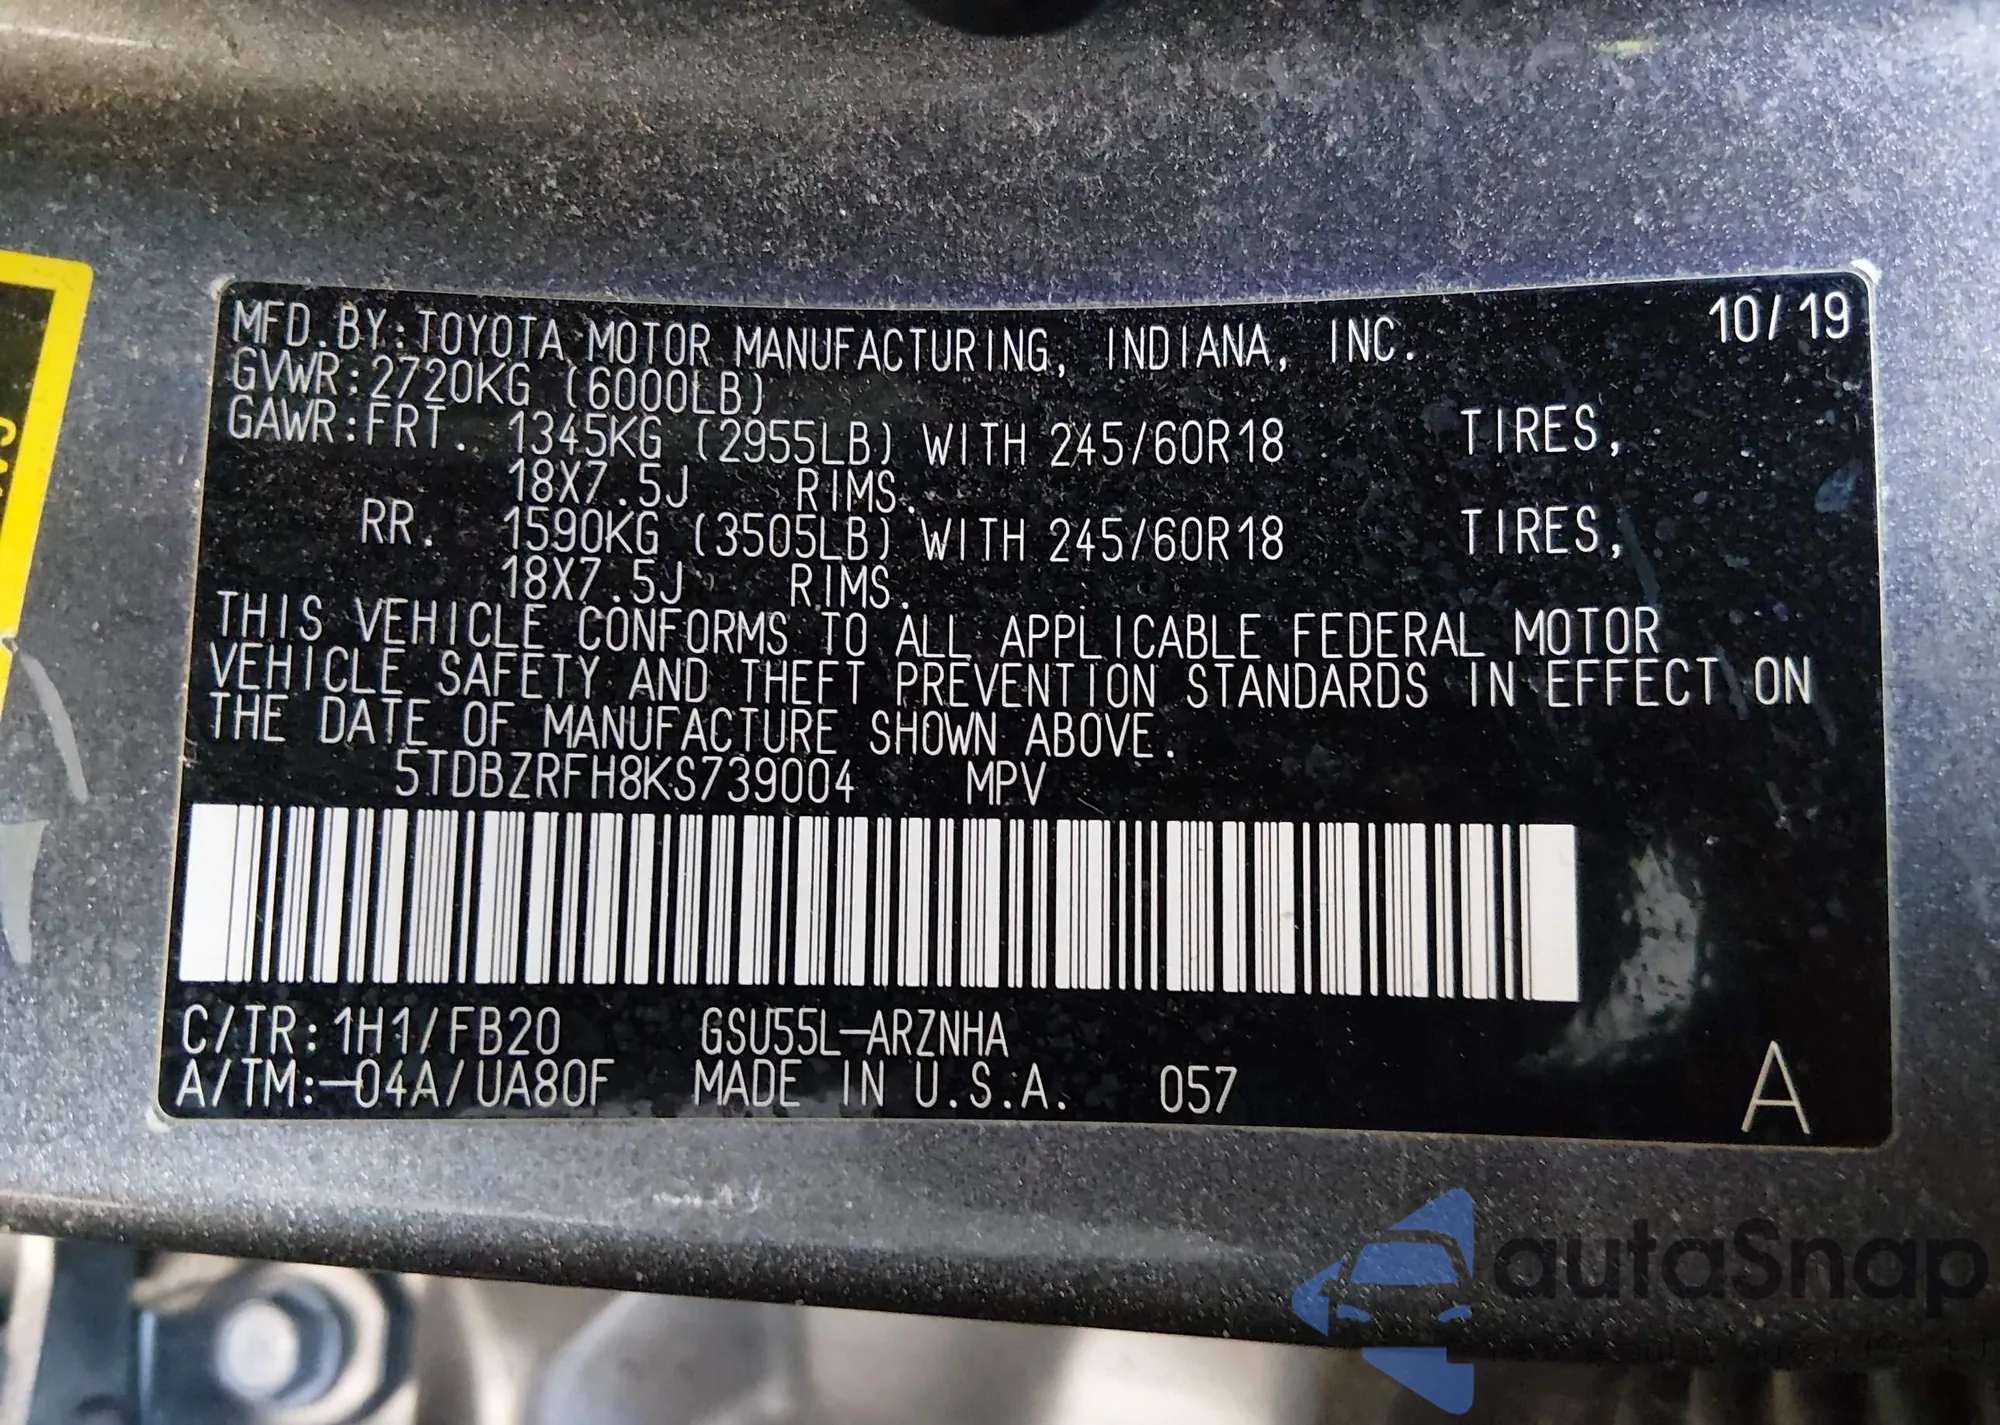 MFD.BY:TOYOTA MOTOR MANUFACTURING, INDIANA, INC. 10/19
GVWR:2720KG (6000LB)
GAWR:FRT. 1345KG (2955LB) WITH 245/60R18 TIRES,
18X7.5J RIMS.
RR. 1590KG (3505LB) WITH 245/60R18 TIRES,
18X7.5J RIMS.
THIS VEHICLE CONFORMS TO ALL APPLICABLE FEDERAL MOTOR
VEHICLE SAFETY AND THEFT PREVENTION STANDARDS IN EFFECT ON
THE DATE OF MANUFACTURE SHOWN ABOVE.
5TDBZRFH8KS739004 MPV
C/TR:1H1/FB20 GSU55L-ARZNHA
A/TM:-04A/UA80F MADE IN U.S.A. 057 A
autaSnap